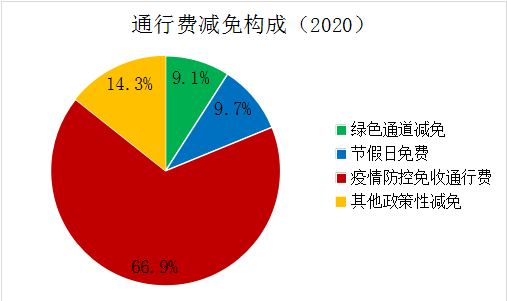 通行费减免构成（2020）
9.1%
9.7%
14.3%
66.9%
绿色通道减免
节假日免费
疫情防控免收通行费
其他政策性减免